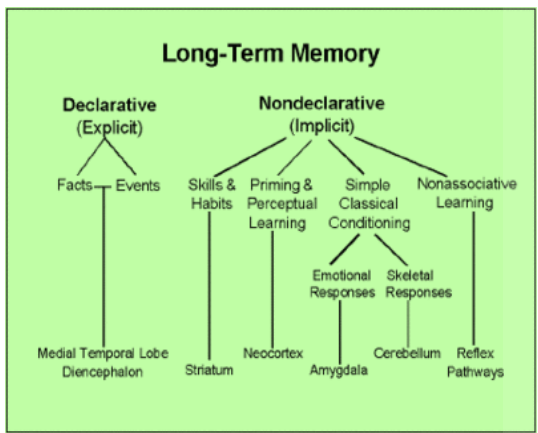 Long-Term Memory
Declarative
(Explicit)
Nondeclarative
(Implicit)
Facts
Events
Skills &
Habits
Priming &
Perceptual
Learning
Simple
Classical
Conditioning
Nonassociative
Learning
Emotional
Responses
Skeletal
Responses
Medial Temporal Lobe
Diencephalon
Striatum
Neocortex
Amygdala
Cerebellum
Reflex
Pathways